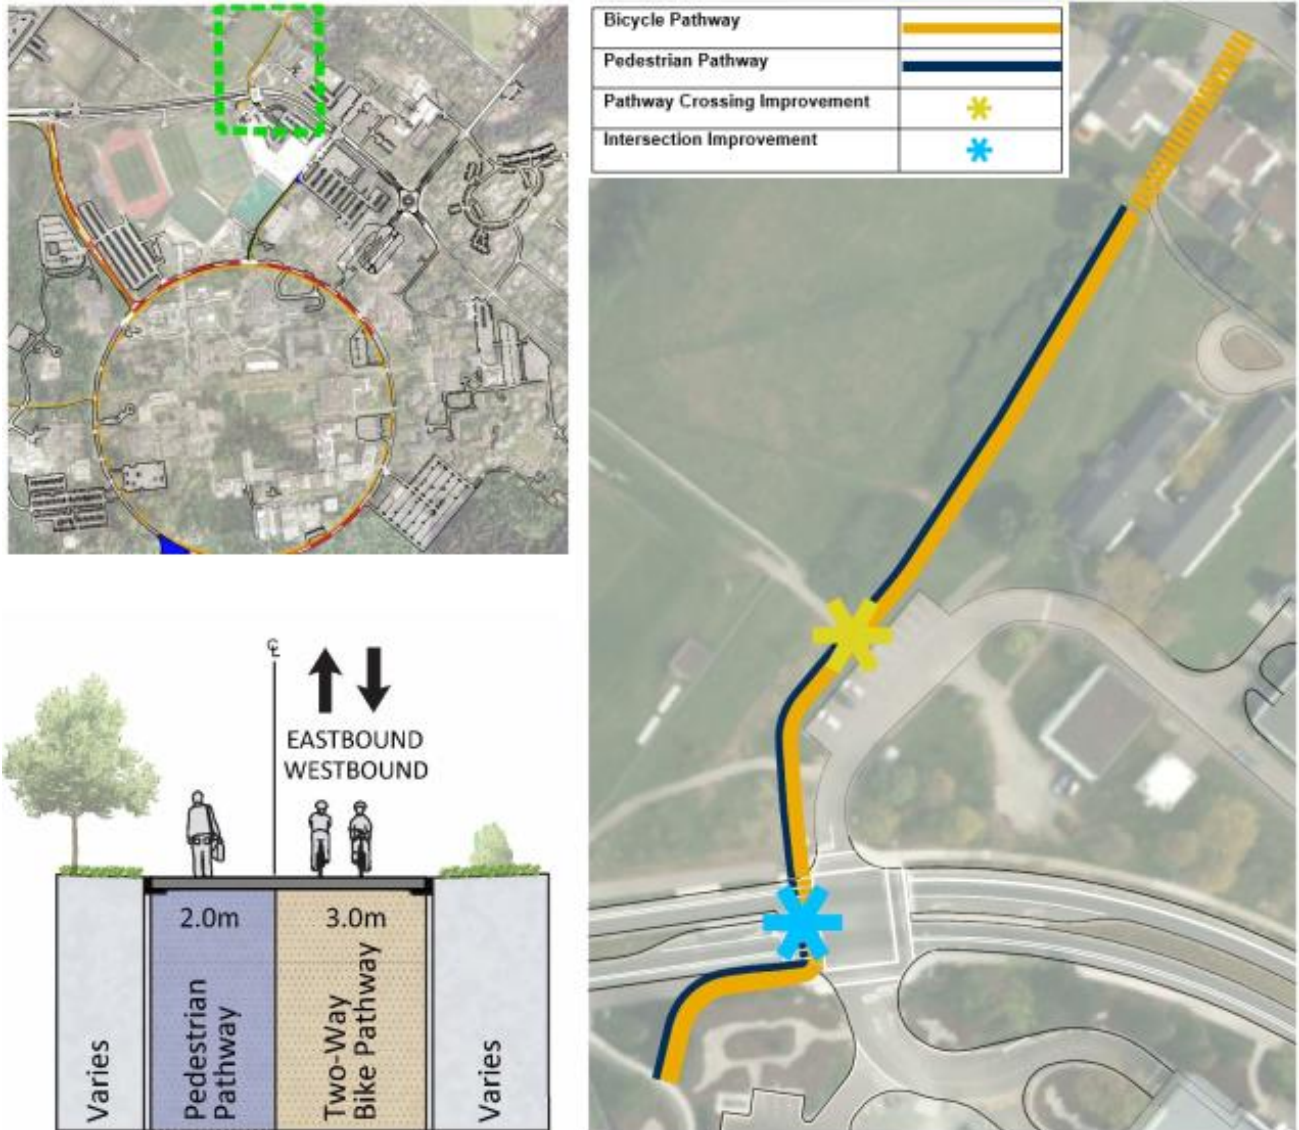 Bicycle Pathway
Pedestrian Pathway
Pathway Crossing Improvement
Intersection Improvement
℄
EASTBOUND
WESTBOUND
2.0m
3.0m
Varies
Pedestrian
Pathway
Two-Way
Bike Pathway
Varies